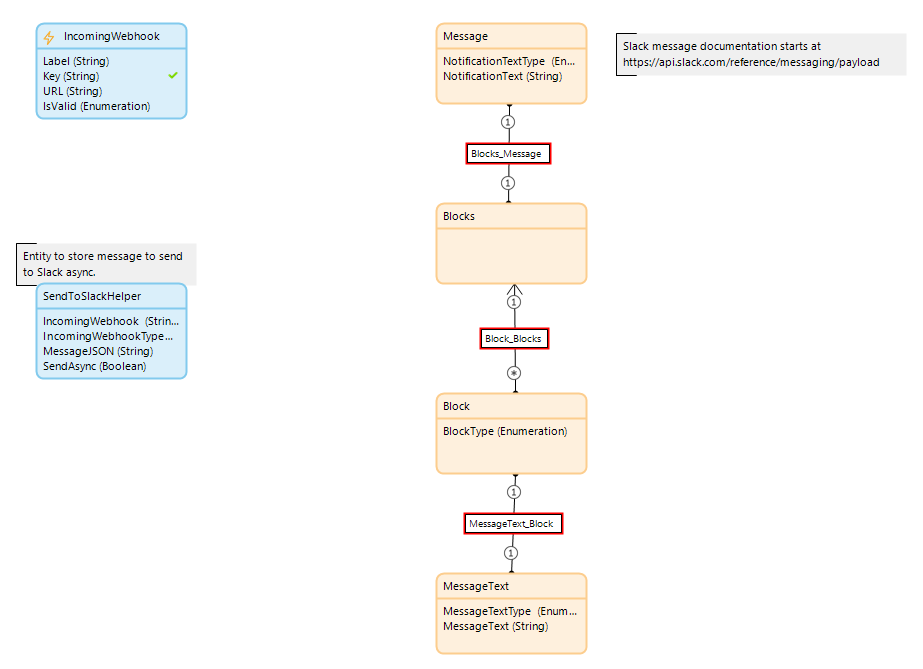 IncomingWebhook
Label (String)
Key (String)
URL (String)
IsValid (Enumeration)
Message
NotificationTextType (En...
NotificationText (String)
Slack message documentation starts at
https://api.slack.com/reference/messaging/payload
1
Blocks_Message
1
Blocks
Entity to store message to send
to Slack async.
SendToSlackHelper
IncomingWebhook (Strin...
IncomingWebhookType...
MessageJSON (String)
SendAsync (Boolean)
1
Block_Blocks
*
Block
BlockType (Enumeration)
1
MessageText_Block
1
MessageText
MessageTextType (Enum...
MessageText (String)